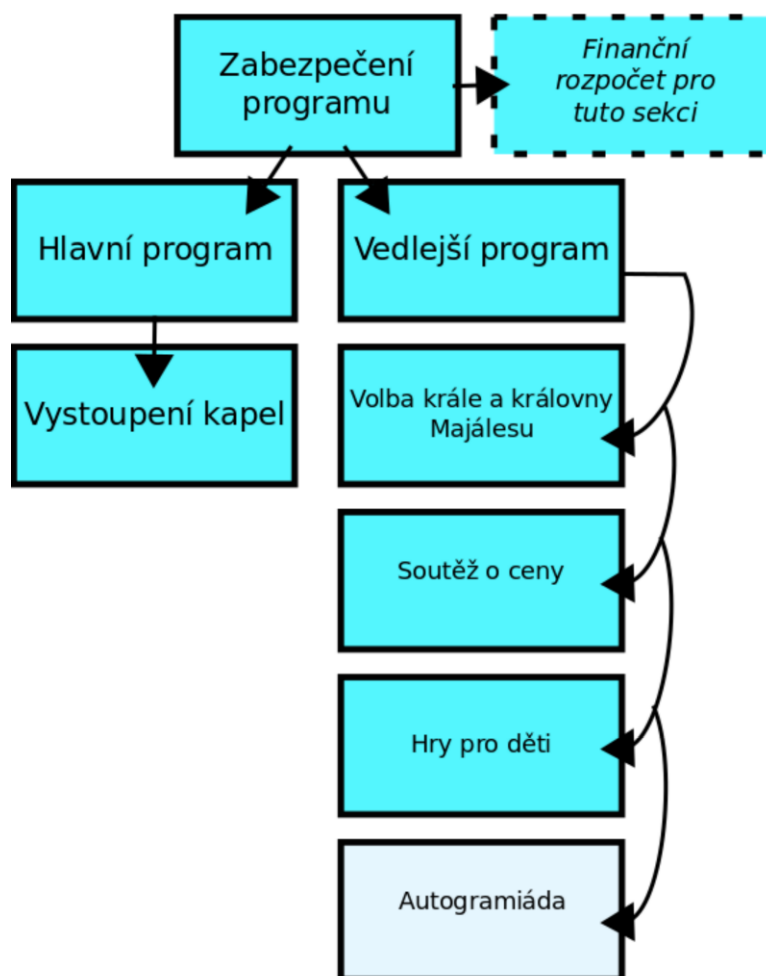 Zabezpečení
programu
Finanční
rozpočet pro
tuto sekci
Hlavní program
Vedlejší program
Vystoupení kapel
Volba krále a královny
Majálesu
Soutěž o ceny
Hry pro děti
Autogramiáda